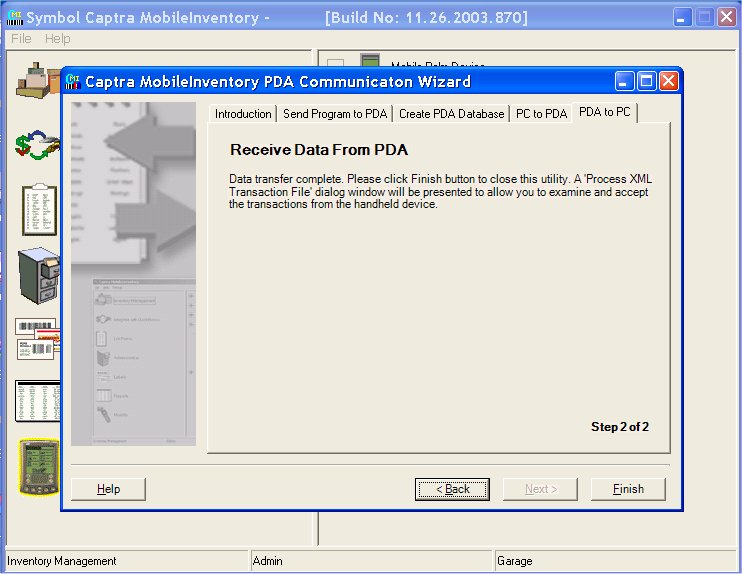 Symbol Captra MobileInventory - [Build No: 11.26.2003.870]
File Help
Mobile Palm Device
Captra MobileInventory PDA Communicaton Wizard
Introduction Send Program to PDA Create PDA Database PC to PDA PDA to PC
Receive Data From PDA
Data transfer complete. Please click Finish button to close this utility. A 'Process XML
Transaction File' dialog window will be presented to allow you to examine and accept
the transactions from the handheld device.
Inventory Management
Labels
Reports
Step 2 of 2
Help < Back Next > Finish
Inventory Management Admin Garage